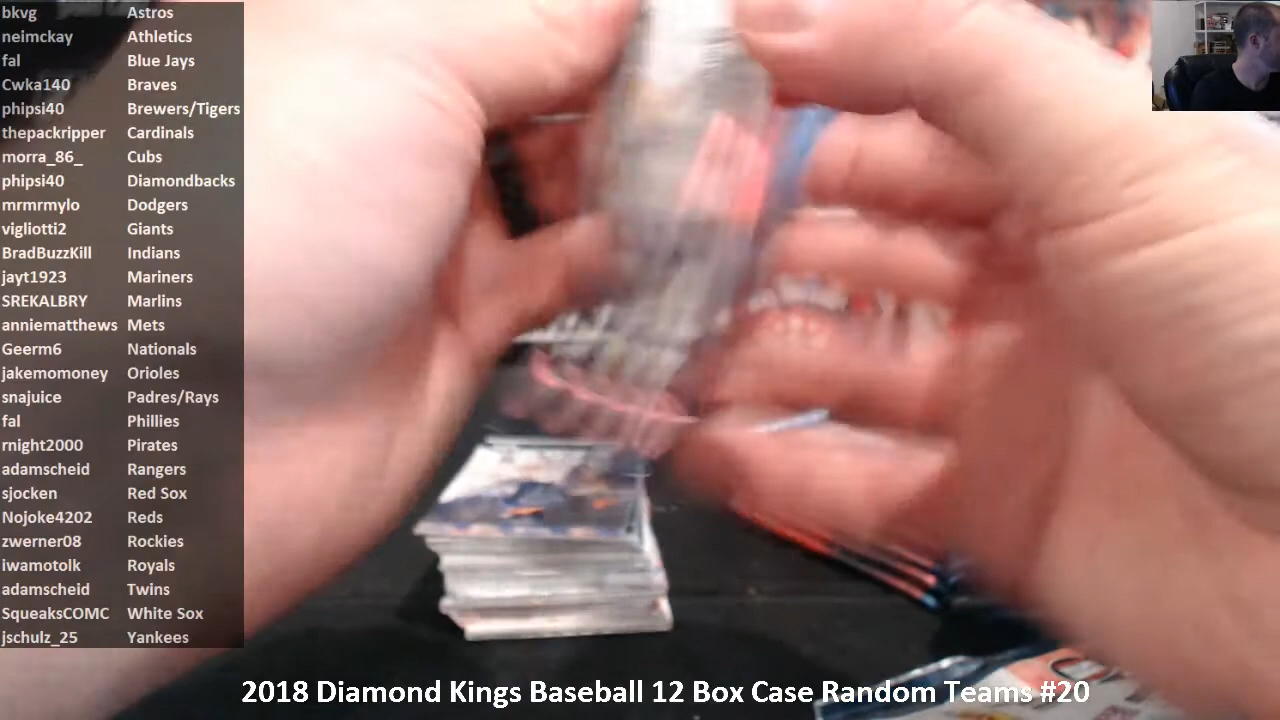 bkvg Astros
neimckay Athletics
fal Blue Jays
Cwka140 Braves
phipsi40 Brewers/Tigers
thepackripper Cardinals
morra_86_ Cubs
phipsi40 Diamondbacks
mrmrmylo Dodgers
vigliotti2 Giants
BradBuzzKill Indians
jayt1923 Mariners
SREKALBRY Marlins
anniematthews Mets
Geerm6 Nationals
jakemomoney Orioles
snajuice Padres/Rays
fal Phillies
rnight2000 Pirates
adamscheid Rangers
sjocken Red Sox
Nojoke4202 Reds
zwerner08 Rockies
iwamotolk Royals
adamscheid Twins
SqueaksCOMC White Sox
jschulz_25 Yankees
2018 Diamond Kings Baseball 12 Box Case Random Teams #20